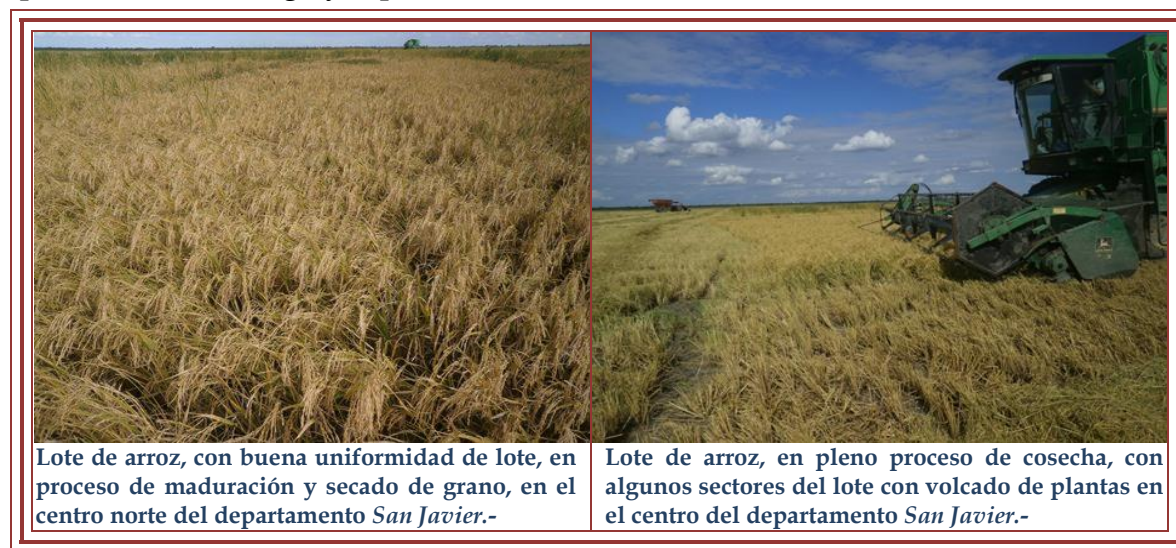 Lote de arroz, con buena uniformidad de lote, en
proceso de maduración y secado de grano, en el
centro norte del departamento San Javier.-
Lote de arroz, en pleno proceso de cosecha, con
algunos sectores del lote con volcado de plantas en
el centro del departamento San Javier.-